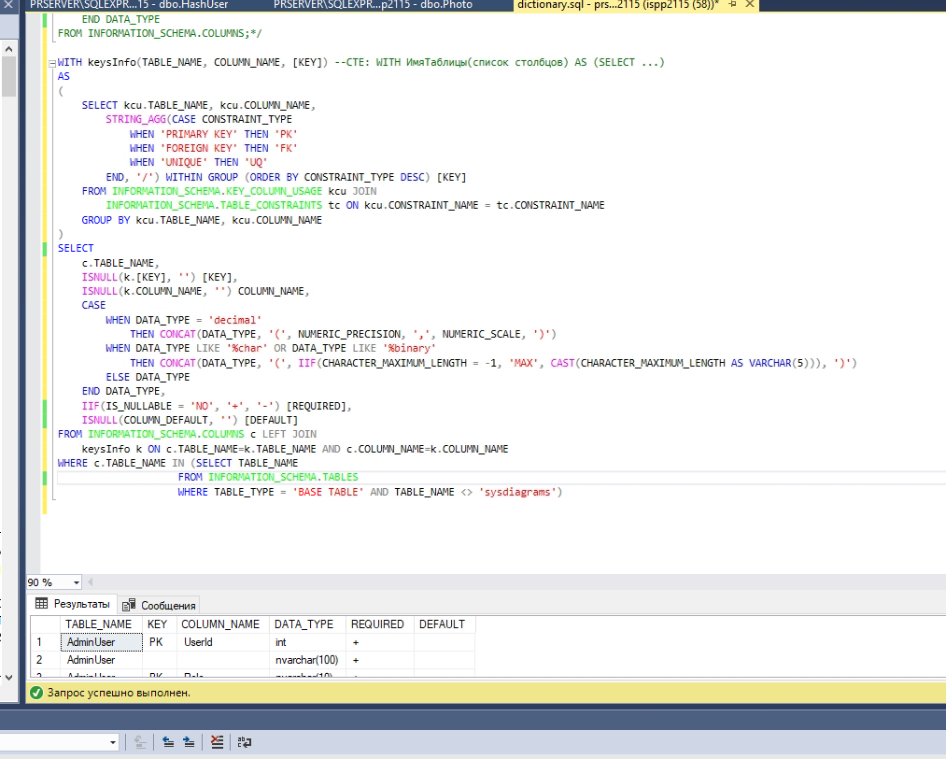 PRSERVER\SQLEXPR...15 - dbo.HashUser PRSERVER\SQLEXPR...p2115 - dbo.Photo dictionary.sql - prs...2115 (ispp2115 (58))*
END DATA_TYPE
FROM INFORMATION_SCHEMA.COLUMNS;*/
WITH keysInfo(TABLE_NAME, COLUMN_NAME, [KEY]) --CTE: WITH ИмяТаблицы(список столбцов) AS (SELECT ...)
AS
(
SELECT kcu.TABLE_NAME, kcu.COLUMN_NAME,
STRING_AGG(CASE CONSTRAINT_TYPE
WHEN 'PRIMARY KEY' THEN 'PK'
WHEN 'FOREIGN KEY' THEN 'FK'
WHEN 'UNIQUE' THEN 'UQ'
END, '/') WITHIN GROUP (ORDER BY CONSTRAINT_TYPE DESC) [KEY]
FROM INFORMATION_SCHEMA.KEY_COLUMN_USAGE kcu JOIN
INFORMATION_SCHEMA.TABLE_CONSTRAINTS tc ON kcu.CONSTRAINT_NAME = tc.CONSTRAINT_NAME
GROUP BY kcu.TABLE_NAME, kcu.COLUMN_NAME
)
SELECT
c.TABLE_NAME,
ISNULL(k.[KEY], '') [KEY],
ISNULL(k.COLUMN_NAME, '') COLUMN_NAME,
CASE
WHEN DATA_TYPE = 'decimal'
THEN CONCAT(DATA_TYPE, '(', NUMERIC_PRECISION, ',', NUMERIC_SCALE, ')')
WHEN DATA_TYPE LIKE '%char' OR DATA_TYPE LIKE '%binary'
THEN CONCAT(DATA_TYPE, '(', IIF(CHARACTER_MAXIMUM_LENGTH = -1, 'MAX', CAST(CHARACTER_MAXIMUM_LENGTH AS VARCHAR(5))), ')')
ELSE DATA_TYPE
END DATA_TYPE,
IIF(IS_NULLABLE = 'NO', '+', '-') [REQUIRED],
ISNULL(COLUMN_DEFAULT, '') [DEFAULT]
FROM INFORMATION_SCHEMA.COLUMNS c LEFT JOIN
keysInfo k ON c.TABLE_NAME=k.TABLE_NAME AND c.COLUMN_NAME=k.COLUMN_NAME
WHERE c.TABLE_NAME IN (SELECT TABLE_NAME
FROM INFORMATION_SCHEMA.TABLES
WHERE TABLE_TYPE = 'BASE TABLE' AND TABLE_NAME <> 'sysdiagrams')
90 %
Результаты Сообщения
TABLE_NAME KEY COLUMN_NAME DATA_TYPE REQUIRED DEFAULT
1 AdminUser PK UserId int +
2 AdminUser nvarchar(100) +
Запрос успешно выполнен.